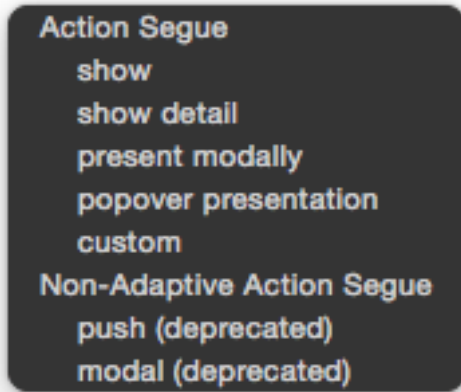 Action Segue
show
show detail
present modally
popover presentation
custom
Non-Adaptive Action Segue
push (deprecated)
modal (deprecated)